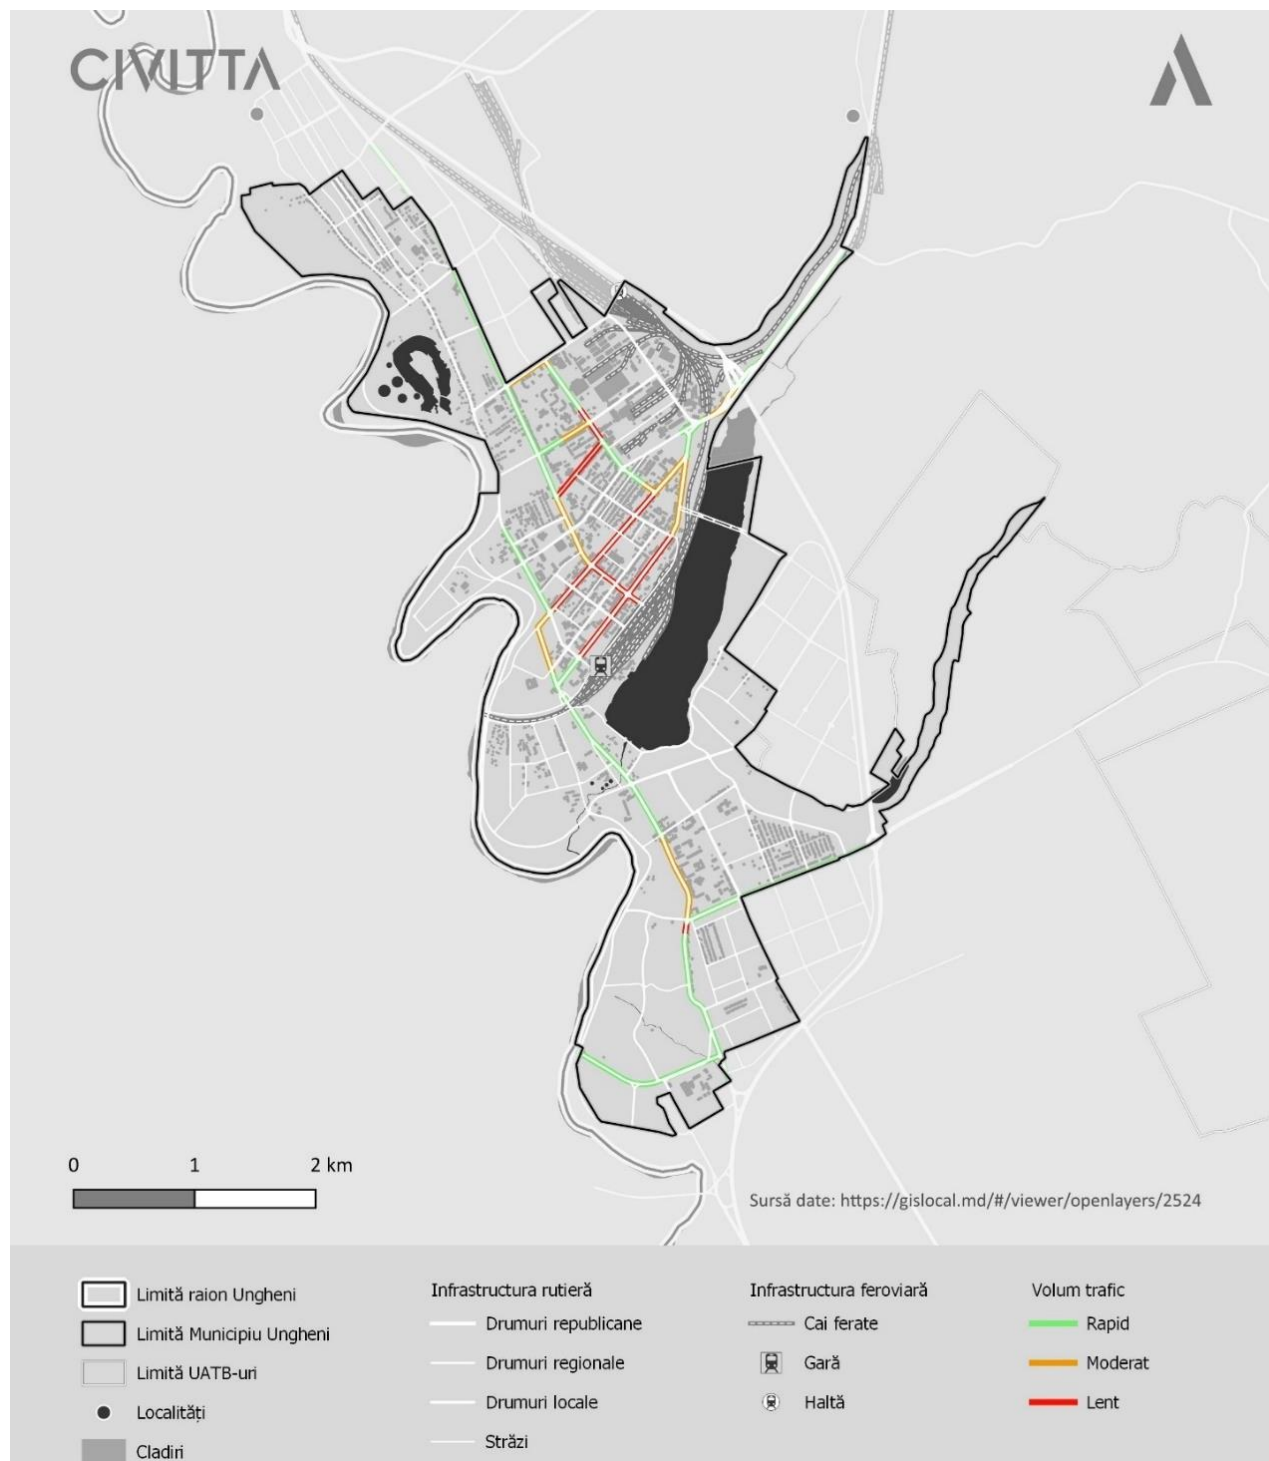 CIVITTA
0 1 2 km
Sursă date: https://gislocal.md/#/viewer/openlayers/2524
Limită raion Ungheni
Limită Municipiu Ungheni
Limită UATB-uri
Localități
Cladiri
Infrastructura rutieră
Drumuri republicane
Drumuri regionale
Drumuri locale
Străzi
Infrastructura feroviară
Cai ferate
Gară
Haltă
Volum trafic
Rapid
Moderat
Lent